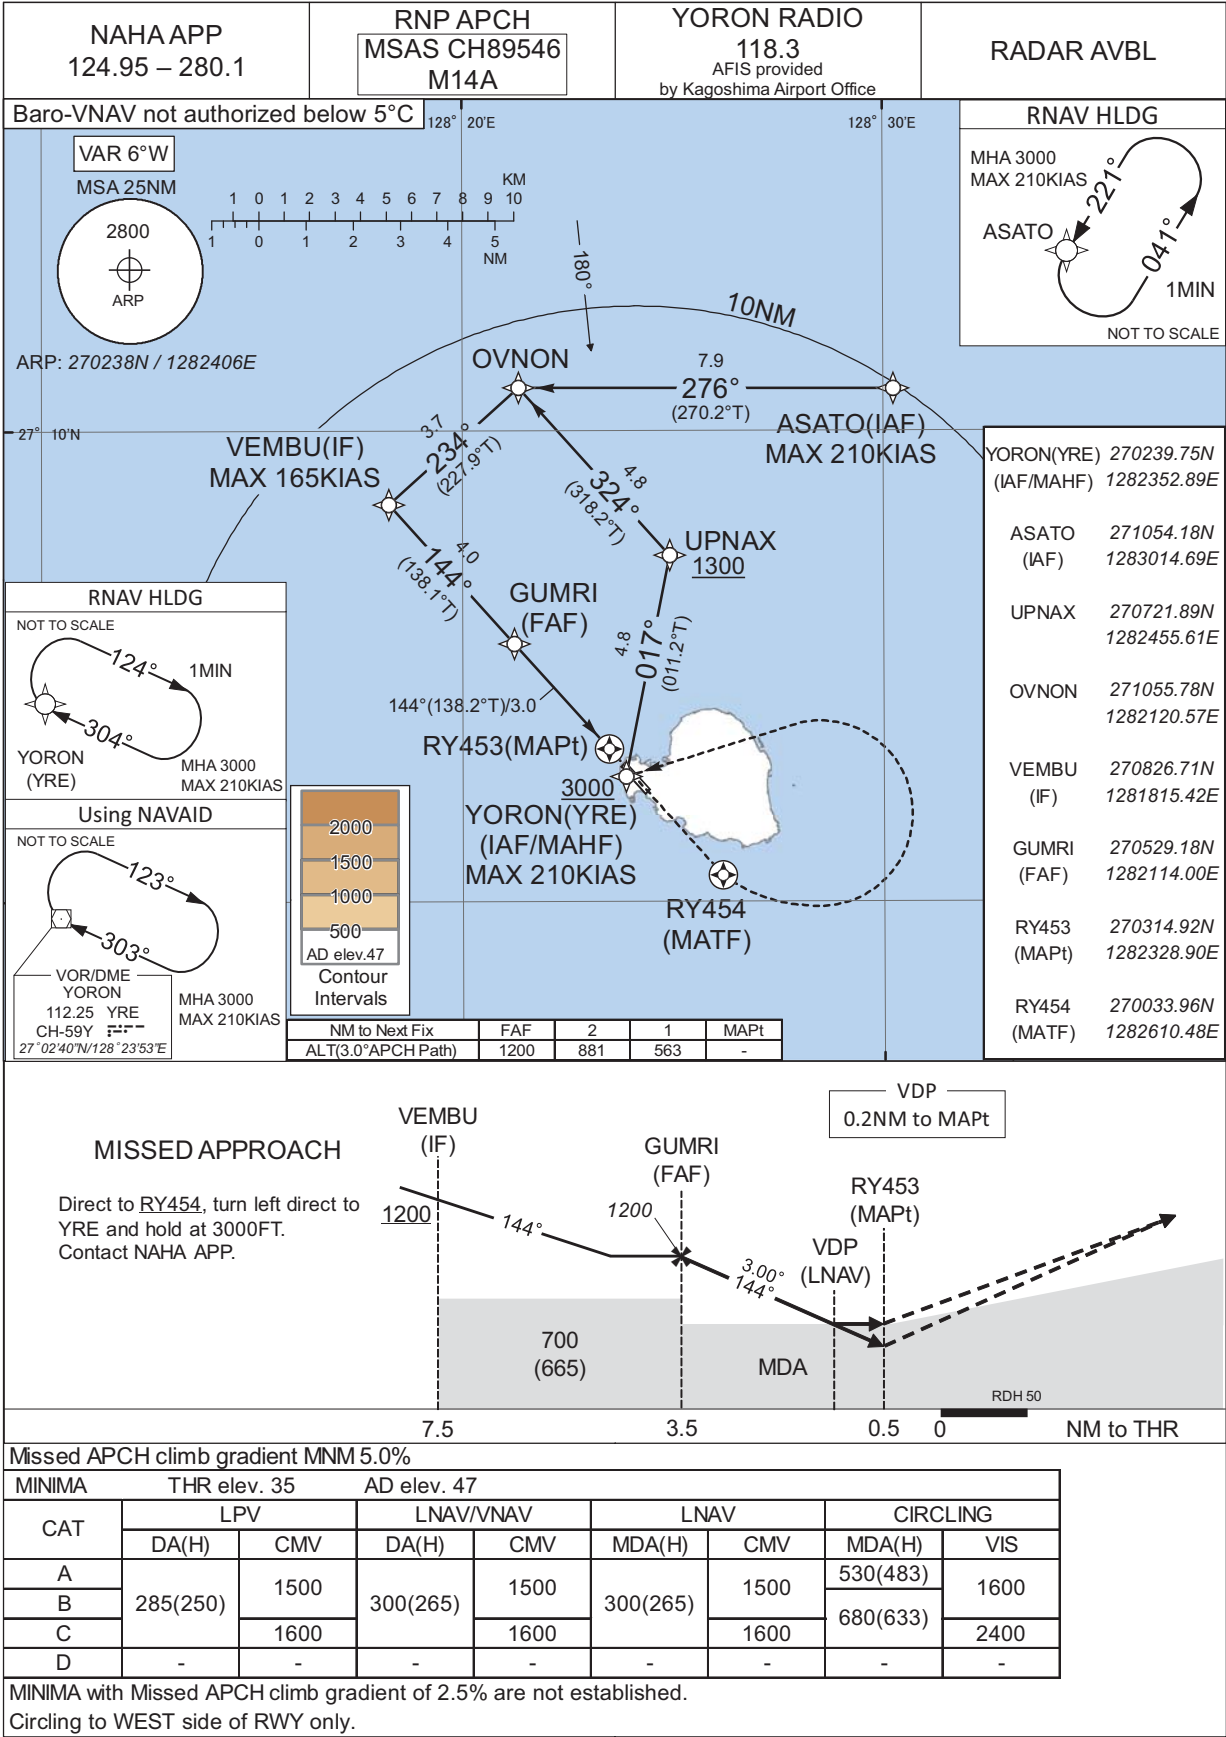 NAHA APP
124.95 – 280.1
RNP APCH
MSAS CH89546
M14A
YORON RADIO
118.3
AFIS provided
by Kagoshima Airport Office
RADAR AVBL
Baro-VNAV not authorized below 5°C
128° 20'E
128° 30'E
VAR 6°W
MSA 25NM
2800
ARP
ARP: 270238N / 1282406E
KM
1 0 1 2 3 4 5 6 7 8 9 10
1 0 1 2 3 4 5
NM
180°
10NM
RNAV HLDG
MHA 3000
MAX 210KIAS
221°
ASATO
041°
1MIN
NOT TO SCALE
OVNON
7.9
276°
(270.2°T)
ASATO(IAF)
MAX 210KIAS
27° 10'N
VEMBU(IF)
MAX 165KIAS
3.7
234°
(227.9°T)
4.8
324°
(318.2°T)
UPNAX
1300
4.0
144°
(138.1°T)
GUMRI
(FAF)
4.8
017°
(011.2°T)
144°(138.2°T)/3.0
RY453(MAPt)
3000
YORON(YRE)
(IAF/MAHF)
MAX 210KIAS
RY454
(MATF)
YORON(YRE) 270239.75N
(IAF/MAHF) 1282352.89E
ASATO 271054.18N
(IAF) 1283014.69E
UPNAX 270721.89N
1282455.61E
OVNON 271055.78N
1282120.57E
VEMBU 270826.71N
(IF) 1281815.42E
GUMRI 270529.18N
(FAF) 1282114.00E
RY453 270314.92N
(MAPt) 1282328.90E
RY454 270033.96N
(MATF) 1282610.48E
RNAV HLDG
NOT TO SCALE
124°
1MIN
304°
YORON
(YRE)
MHA 3000
MAX 210KIAS
Using NAVAID
NOT TO SCALE
123°
303°
VOR/DME
YORON
112.25 YRE
CH-59Y
27°02'40"N/128°23'53"E
MHA 3000
MAX 210KIAS
2000
1500
1000
500
AD elev.47
Contour
Intervals
NM to Next Fix FAF 2 1 MAPt
ALT(3.0°APCH Path) 1200 881 563 -
VDP
0.2NM to MAPt
MISSED APPROACH
Direct to RY454, turn left direct to
YRE and hold at 3000FT.
Contact NAHA APP.
VEMBU
(IF)
1200
144°
GUMRI
(FAF)
1200
3.00°
144°
VDP
(LNAV)
RY453
(MAPt)
700
(665)
MDA
RDH 50
7.5 3.5 0.5 0 NM to THR
Missed APCH climb gradient MNM 5.0%
MINIMA THR elev. 35 AD elev. 47
CAT LPV LNAV/VNAV LNAV CIRCLING
DA(H) CMV DA(H) CMV MDA(H) CMV MDA(H) VIS
A 285(250) 1500 300(265) 1500 300(265) 1500 530(483) 1600
B 680(633)
C 1600 1600 1600 2400
D - - - - - - - -
MINIMA with Missed APCH climb gradient of 2.5% are not established.
Circling to WEST side of RWY only.